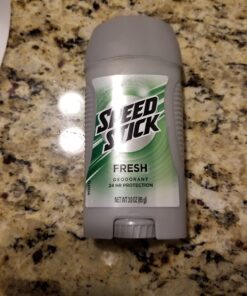 SPEED
STICK
FRESH
DEODORANT
24 HR PROTECTION
NET WT 3.0 OZ (85 g)